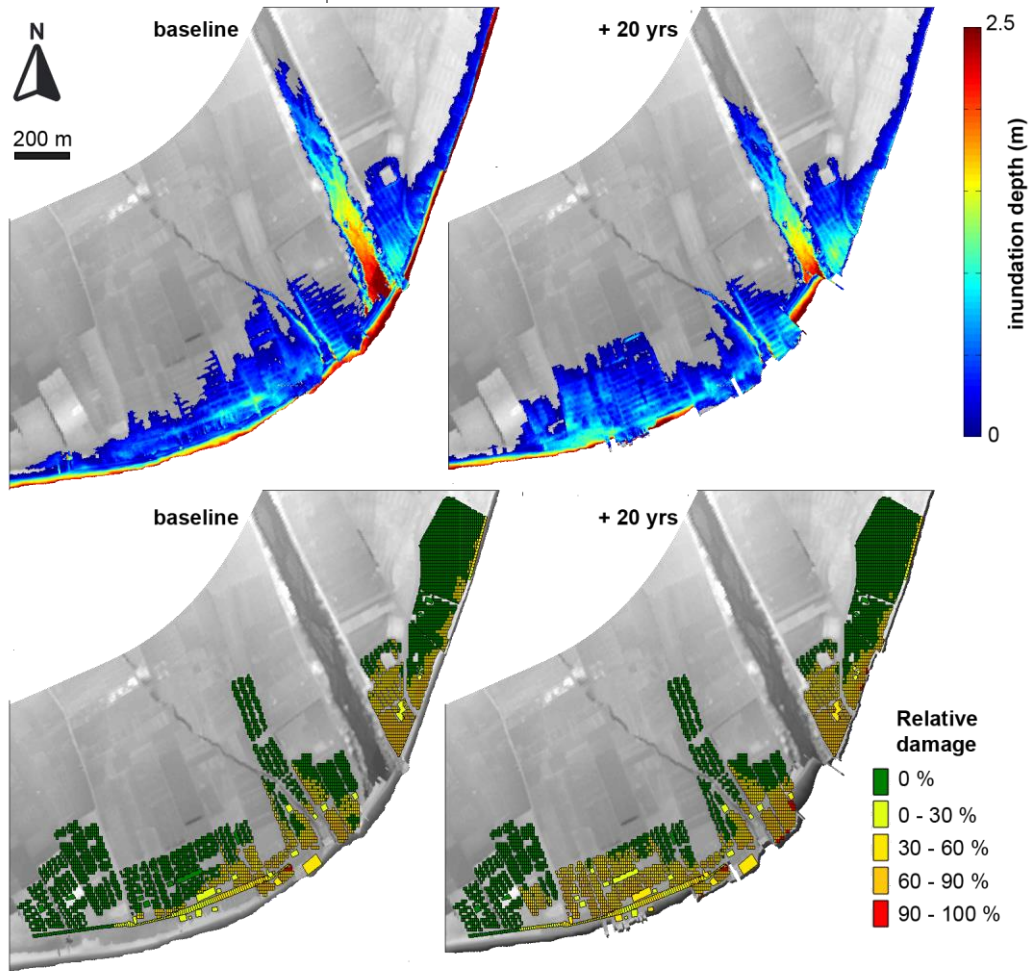 baseline
+ 20 yrs
2.5
N
200 m
inundation depth (m)
0
baseline
+ 20 yrs
Relative
damage
0 %
0 - 30 %
30 - 60 %
60 - 90 %
90 - 100 %